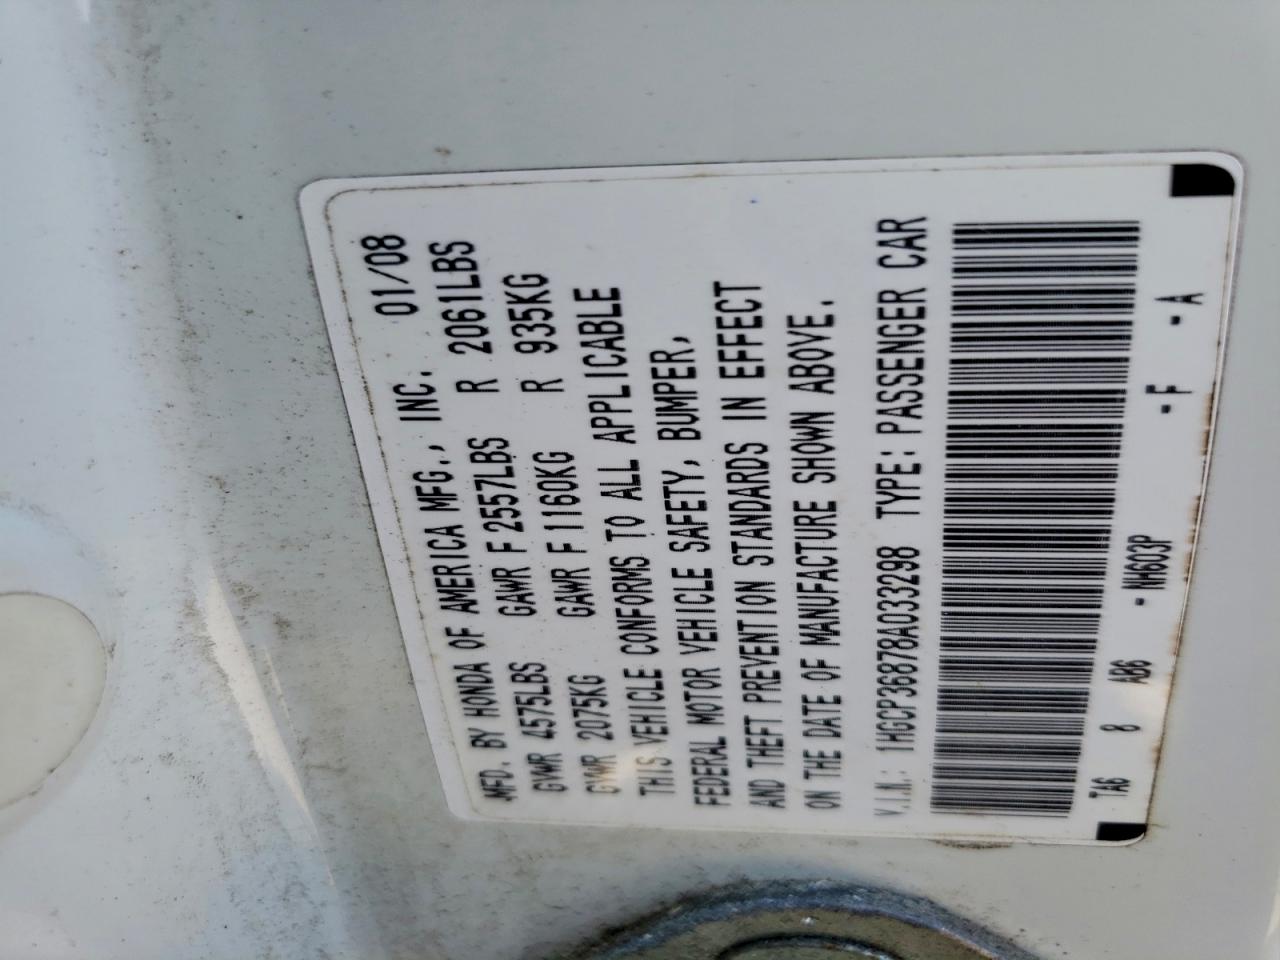 MFD. BY HONDA OF AMERICA MFG., INC. 01/08
GVWR 4575LBS GAWR F 2557LBS R 2061LBS
GVWR 2075KG GAWR F 1160KG R 935KG
THIS VEHICLE CONFORMS TO ALL APPLICABLE
FEDERAL MOTOR VEHICLE SAFETY, BUMPER,
AND THEFT PREVENTION STANDARDS IN EFFECT
ON THE DATE OF MANUFACTURE SHOWN ABOVE.
V.I.N.: 1HGCP36878A033298 TYPE: PASSENGER CAR
TA6 8 AB6 - NH603P - F - A